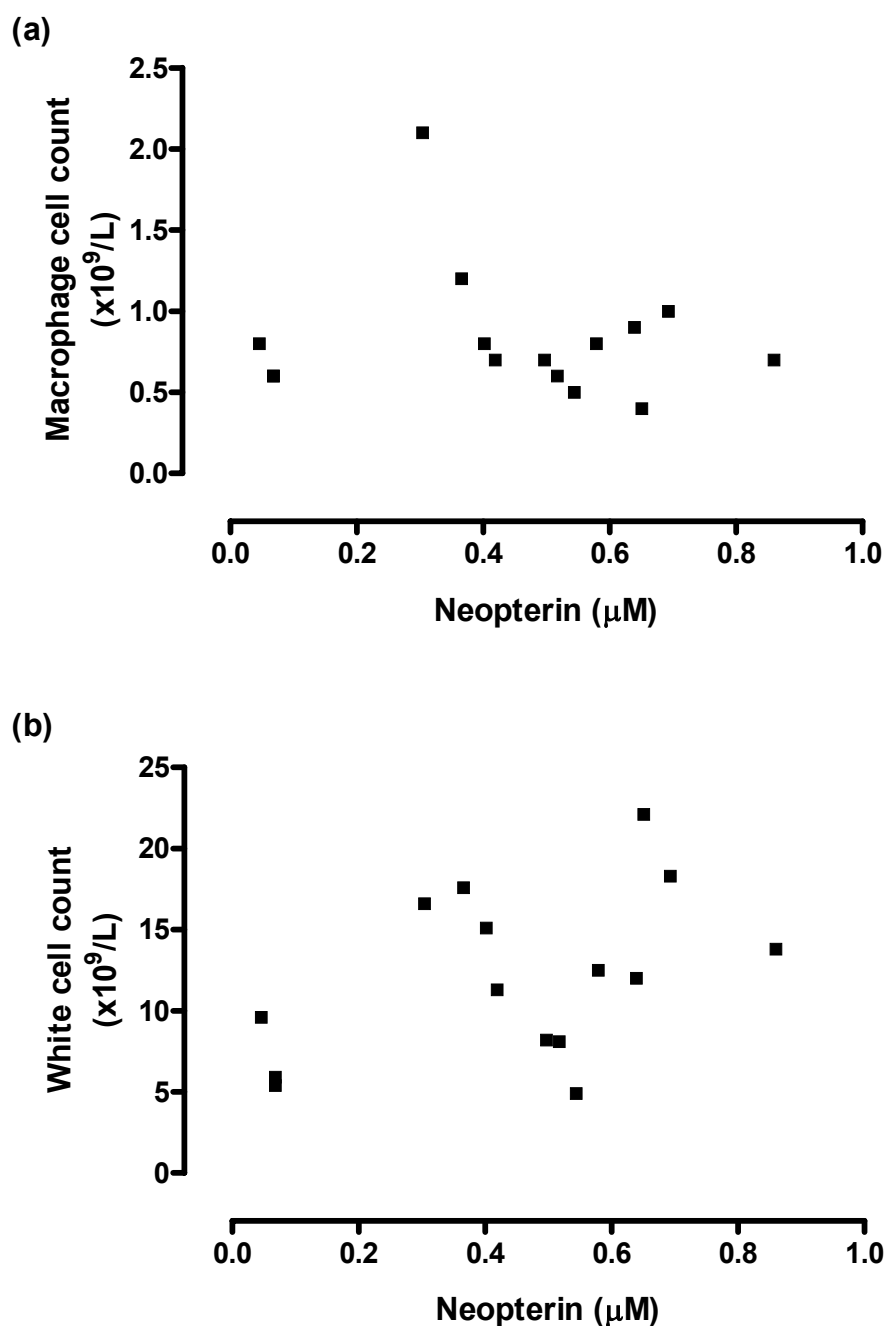 (a)
2.5
2.0
1.5
1.0
0.5
0.0
Macrophage cell count
(x10⁹/L)
0.0 0.2 0.4 0.6 0.8 1.0
Neopterin (μM)
(b)
25
20
15
10
5
0
White cell count
(x10⁹/L)
0.0 0.2 0.4 0.6 0.8 1.0
Neopterin (μM)